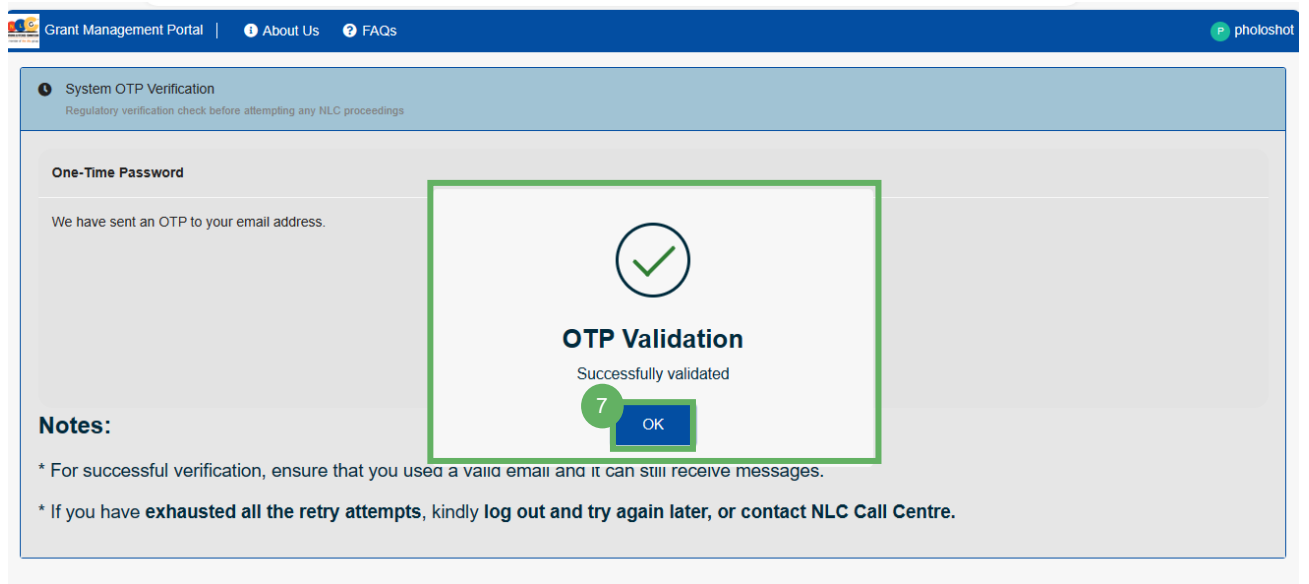 Grant Management Portal
About Us
FAQs
P
pholoshot
System OTP Verification
Regulatory verification check before attempting any NLC proceedings
One-Time Password
We have sent an OTP to your email address.
OTP Validation
Successfully validated
7
OK
Notes:
* For successful verification, ensure that you used a valid email and it can still receive messages.
* If you have exhausted all the retry attempts, kindly log out and try again later, or contact NLC Call Centre.